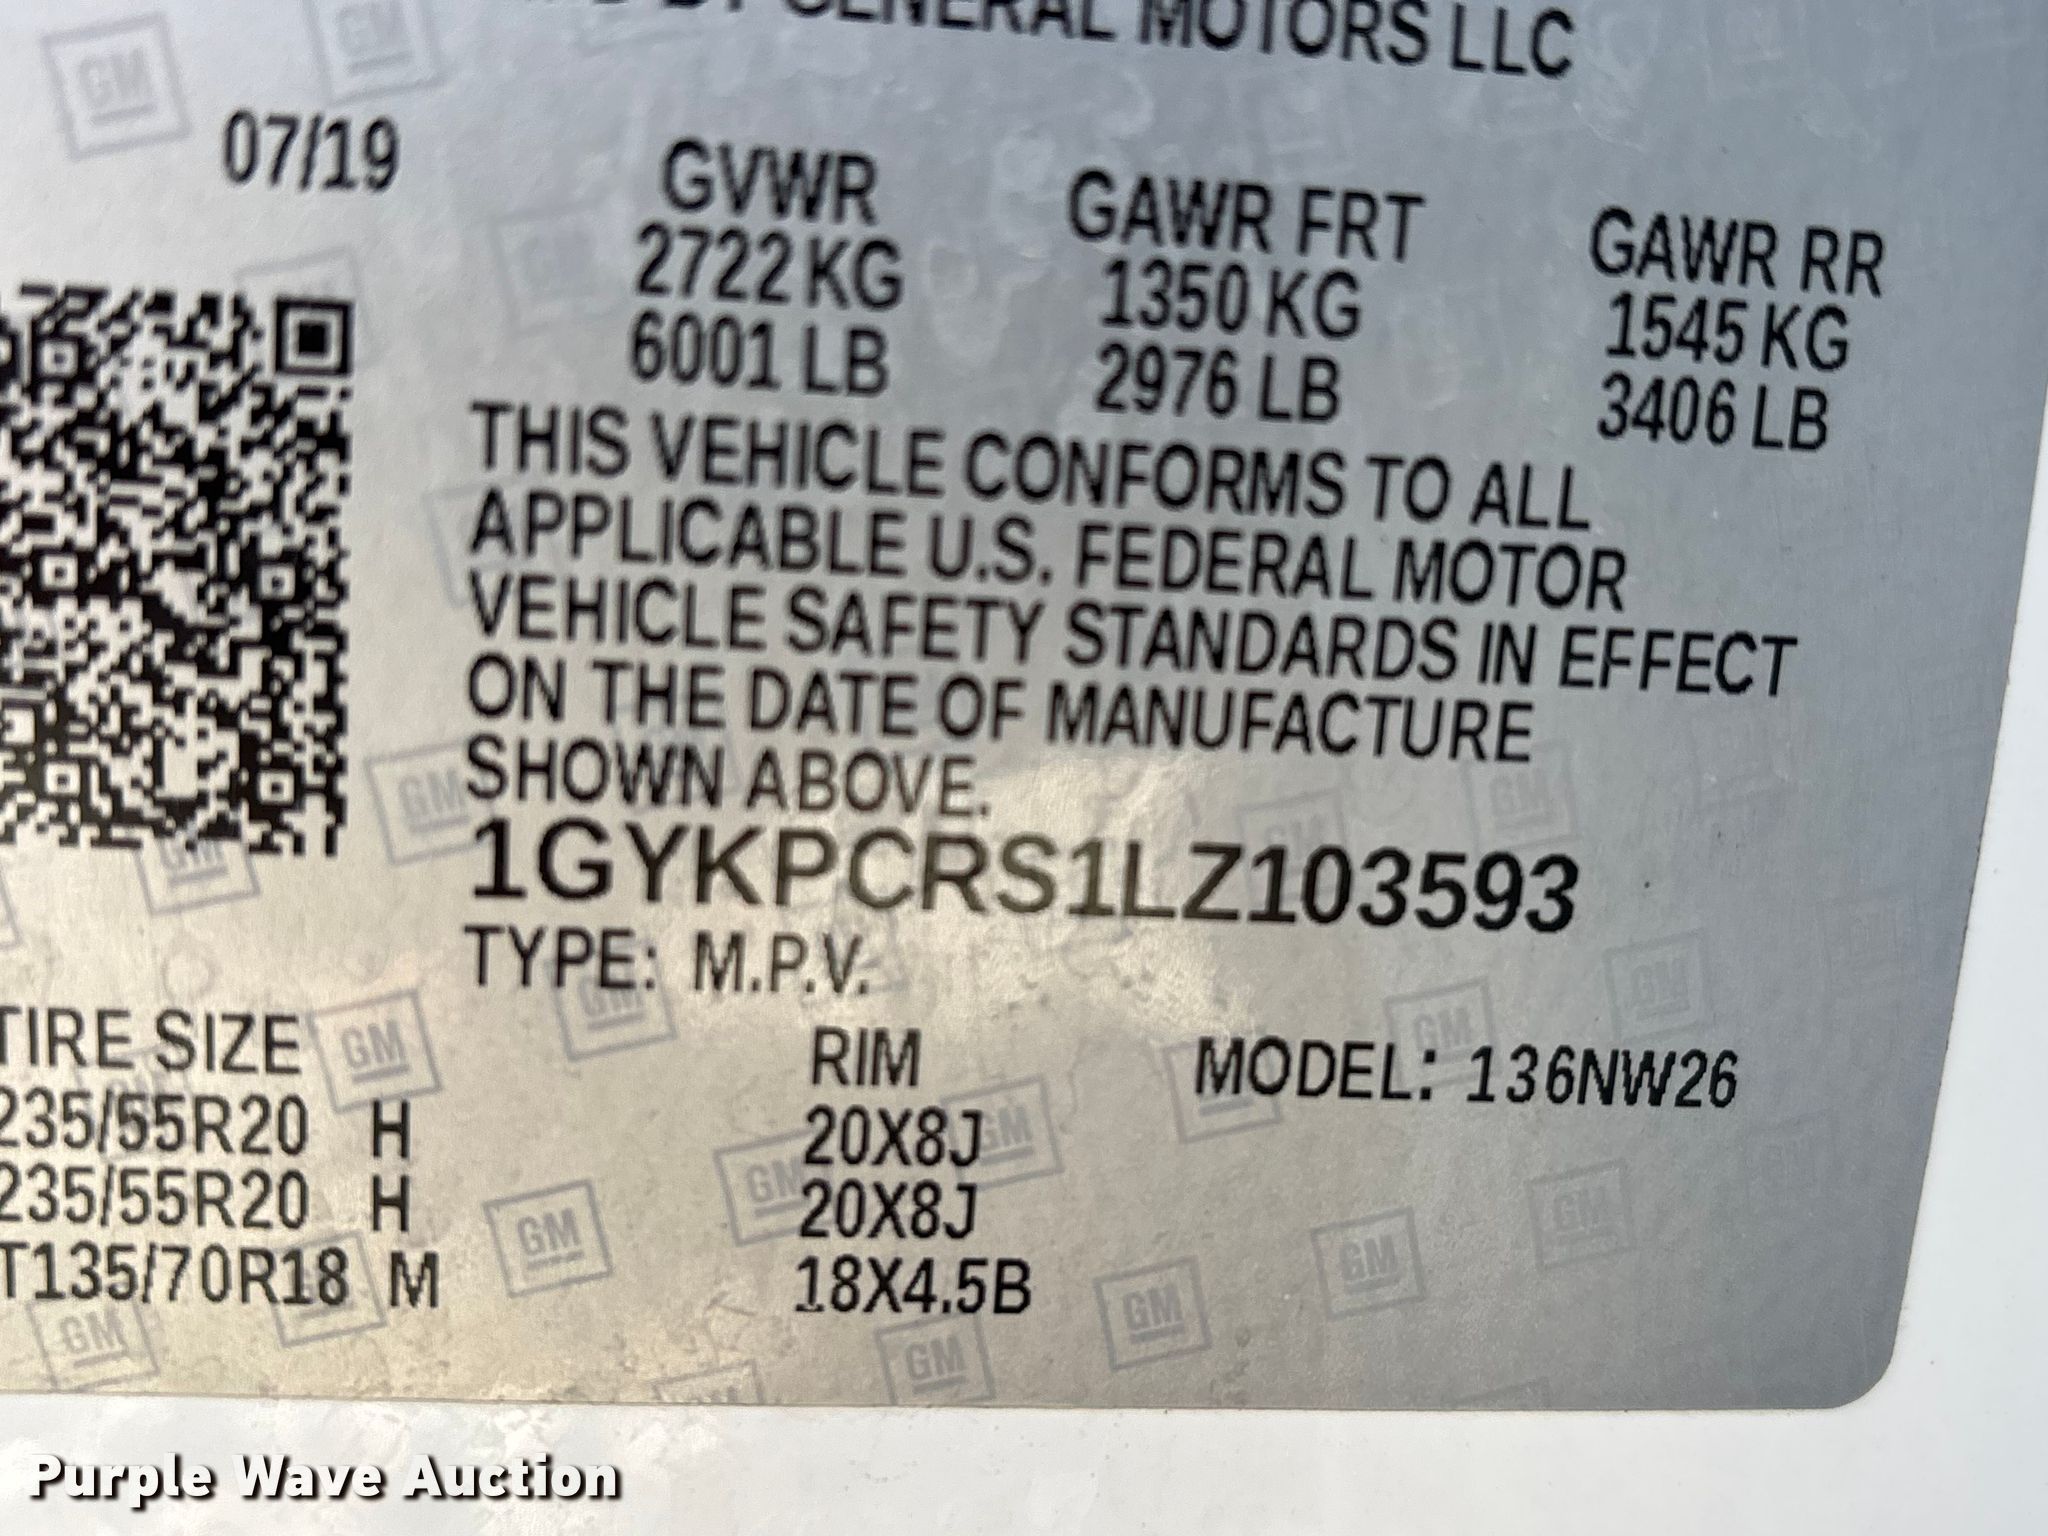 GENERAL MOTORS LLC
07/19
GVWR GAWR FRT GAWR RR
2722 KG 1350 KG 1545 KG
6001 LB 2976 LB 3406 LB
THIS VEHICLE CONFORMS TO ALL
APPLICABLE U.S. FEDERAL MOTOR
VEHICLE SAFETY STANDARDS IN EFFECT
ON THE DATE OF MANUFACTURE
SHOWN ABOVE.
1GYKPCRS1LZ103593
TYPE: M.P.V.
TIRE SIZE RIM MODEL: 136NW26
235/55R20 H 20X8J
235/55R20 H 20X8J
T135/70R18 M 18X4.5B
Purple Wave Auction